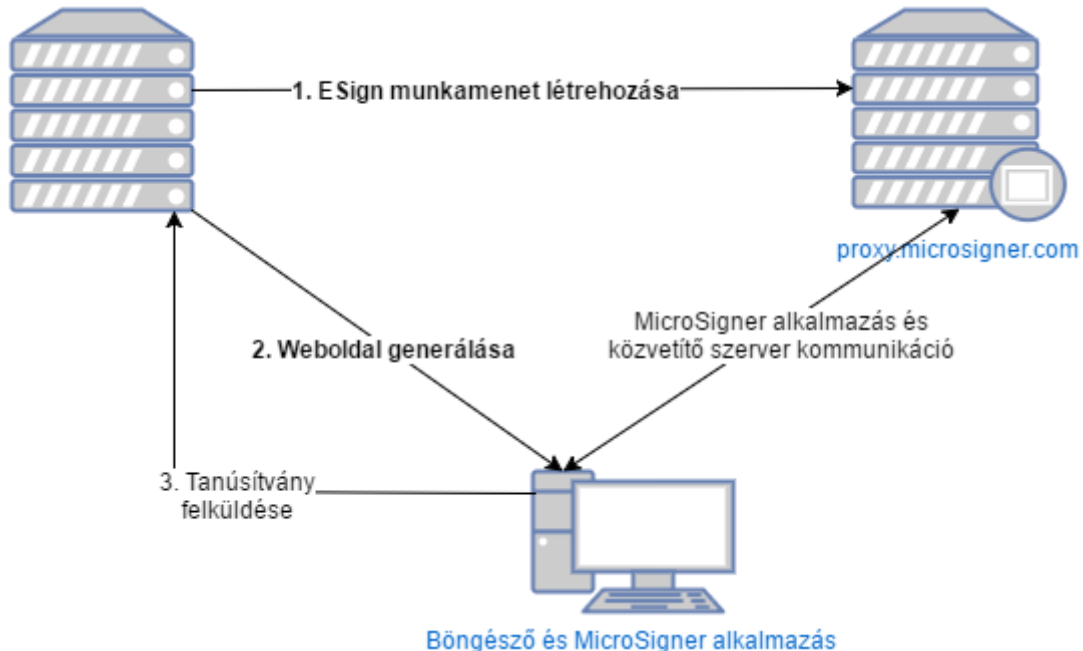 1. ESign munkamenet létrehozása
proxy.microsigner.com
MicroSigner alkalmazás és
közvetítő szerver kommunikáció
2. Weboldal generálása
3. Tanúsítvány
felküldése
Böngésző és MicroSigner alkalmazás